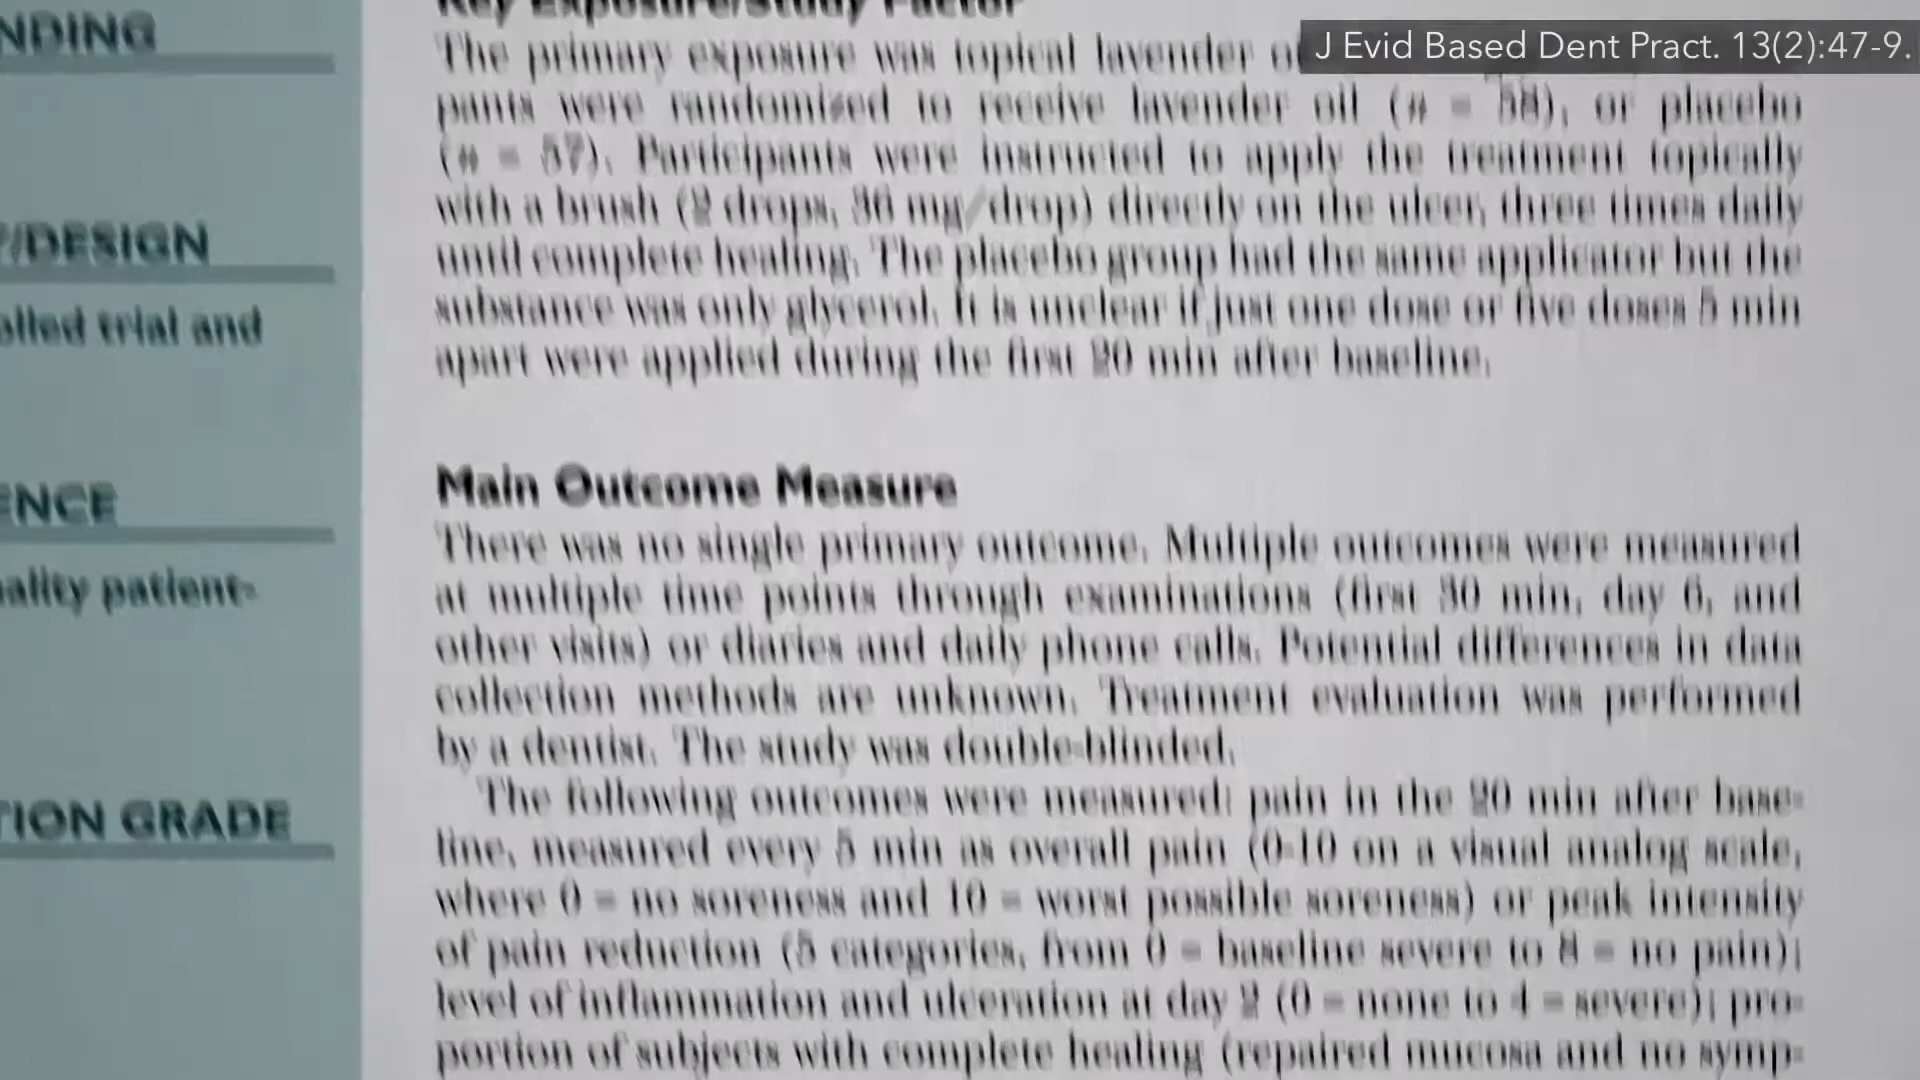 Key Exposure/Study Factor
J Evid Based Dent Pract. 13(2):47-9.
The primary exposure was topical lavender
pants were randomized to receive lavender oil (n = 58), or placebo
(n = 57). Participants were instructed to apply the treatment topically
with a brush (2 drops, 36 mg/drop) directly on the ulcer, three times daily
until complete healing. The placebo group had the same applicator but the
substance was only glycerol. It is unclear if just one dose or five doses 5 min
apart were applied during the first 20 min after baseline.
Main Outcome Measure
There was no single primary outcome. Multiple outcomes were measured
at multiple time points through examinations (first 30 min, day 6, and
other visits) or diaries and daily phone calls. Potential differences in data
collection methods are unknown. Treatment evaluation was performed
by a dentist. The study was double-blinded.
The following outcomes were measured: pain in the 20 min after base-
line, measured every 5 min as overall pain (0-10 on a visual analog scale,
where 0 = no soreness and 10 = worst possible soreness) or peak intensity
of pain reduction (5 categories, from 0 = baseline severe to 8 = no pain);
level of inflammation and ulceration at day 2 (0 = none to 4 = severe); pro-
portion of subjects with complete healing (repaired mucosa and no symp-
NDING
/DESIGN
olled trial and
ENCE
ality patient-
TION GRADE